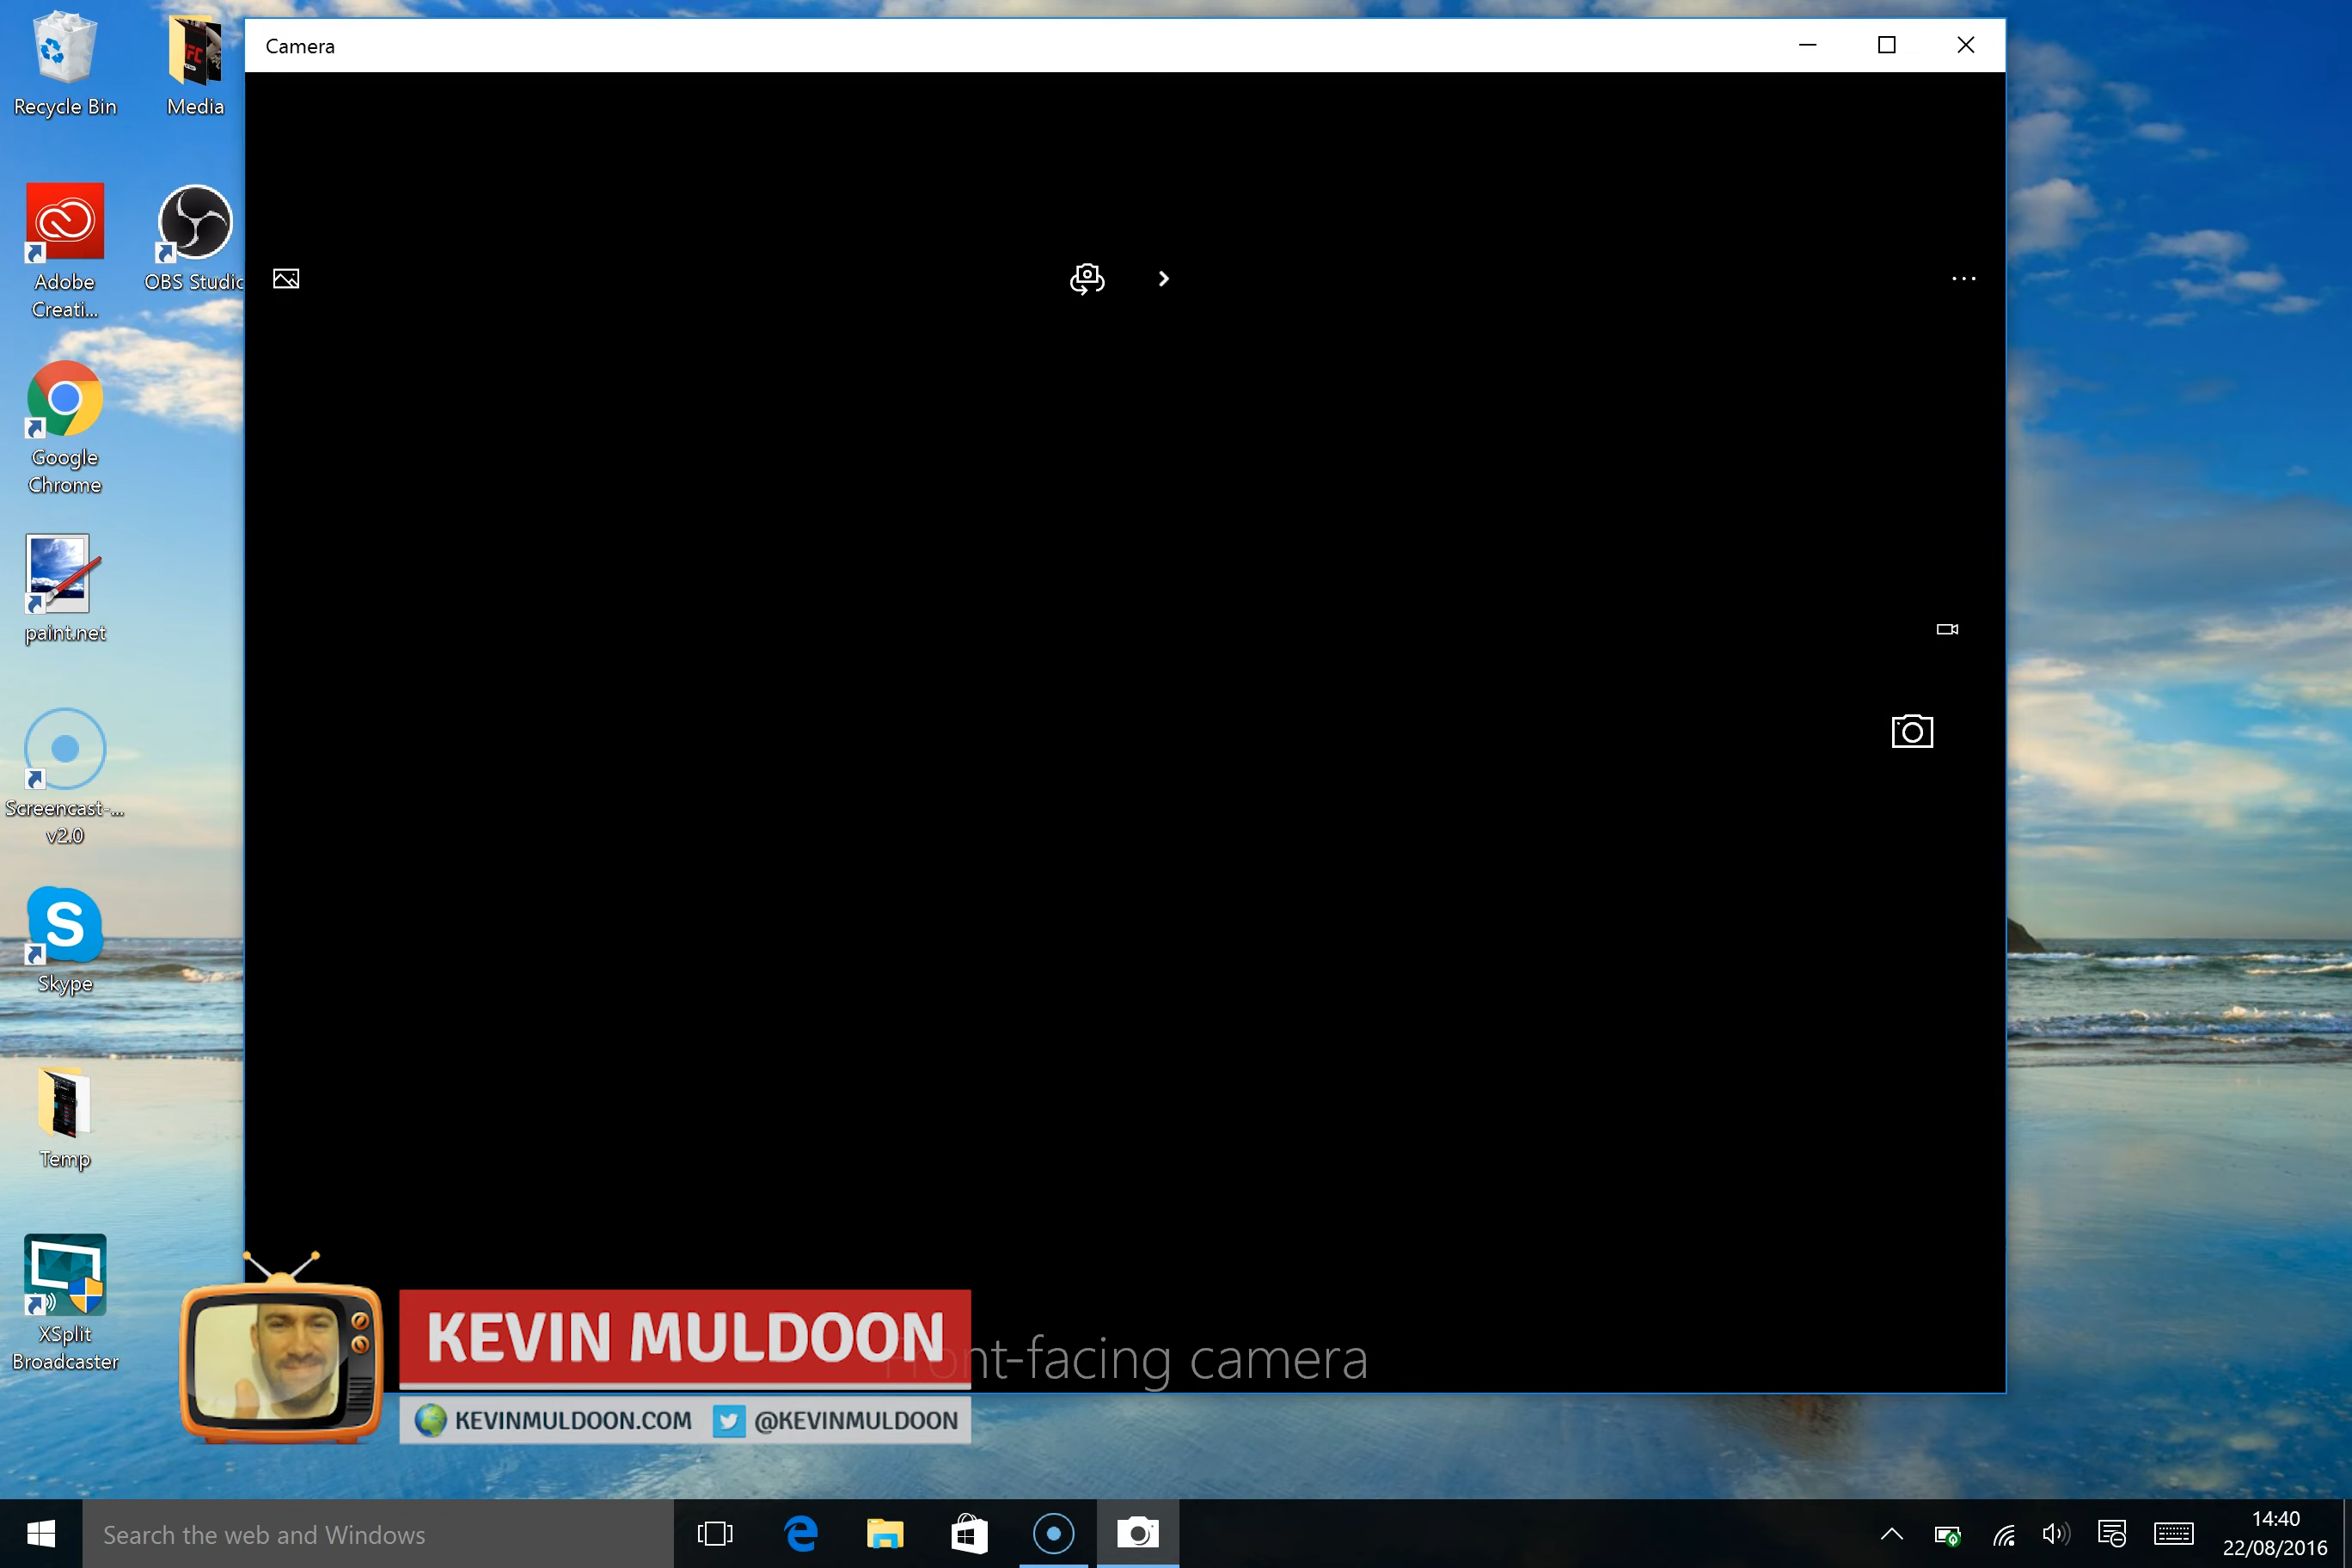 Camera
Recycle Bin
Media
Adobe
Creati...
OBS Studio
Google
Chrome
paint.net
Screencast-...
v2.0
Skype
Temp
XSplit
Broadcaster
KEVIN MULDOON
Front-facing camera
KEVINMULDOON.COM @KEVINMULDOON
Search the web and Windows
14:40
22/08/2016